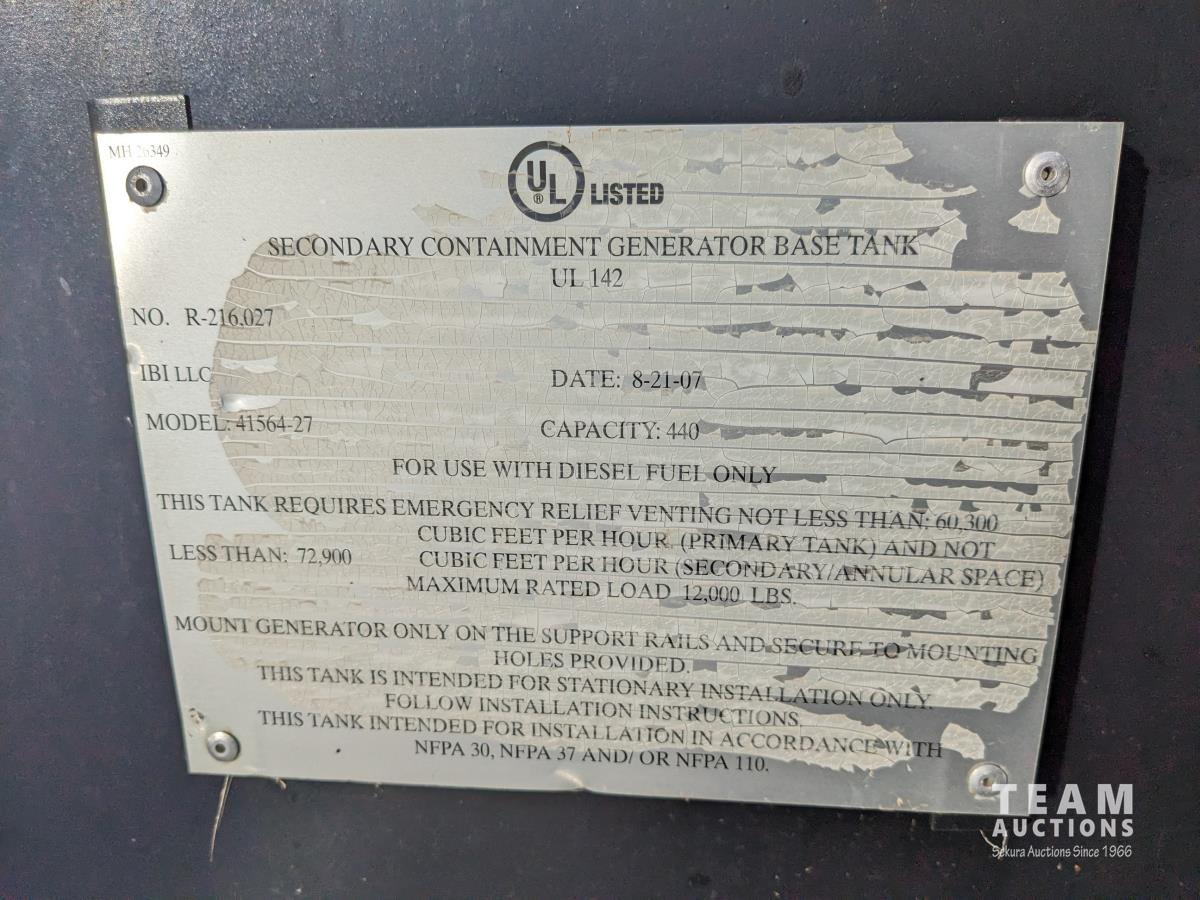 MH 26349
UL ® LISTED
SECONDARY CONTAINMENT GENERATOR BASE TANK
UL 142
NO. R-216,027
IBI LLC DATE: 8-21-07
MODEL: 41564-27 CAPACITY: 440
FOR USE WITH DIESEL FUEL ONLY
THIS TANK REQUIRES EMERGENCY RELIEF VENTING NOT LESS THAN: 60,300
CUBIC FEET PER HOUR (PRIMARY TANK) AND NOT
LESS THAN: 72,900 CUBIC FEET PER HOUR (SECONDARY/ANNULAR SPACE)
MAXIMUM RATED LOAD 12,000 LBS.
MOUNT GENERATOR ONLY ON THE SUPPORT RAILS AND SECURE TO MOUNTING
HOLES PROVIDED.
THIS TANK IS INTENDED FOR STATIONARY INSTALLATION ONLY.
FOLLOW INSTALLATION INSTRUCTIONS.
THIS TANK INTENDED FOR INSTALLATION IN ACCORDANCE WITH
NFPA 30, NFPA 37 AND/ OR NFPA 110.
TEAM
AUCTIONS
Sekura Auctions Since 1966